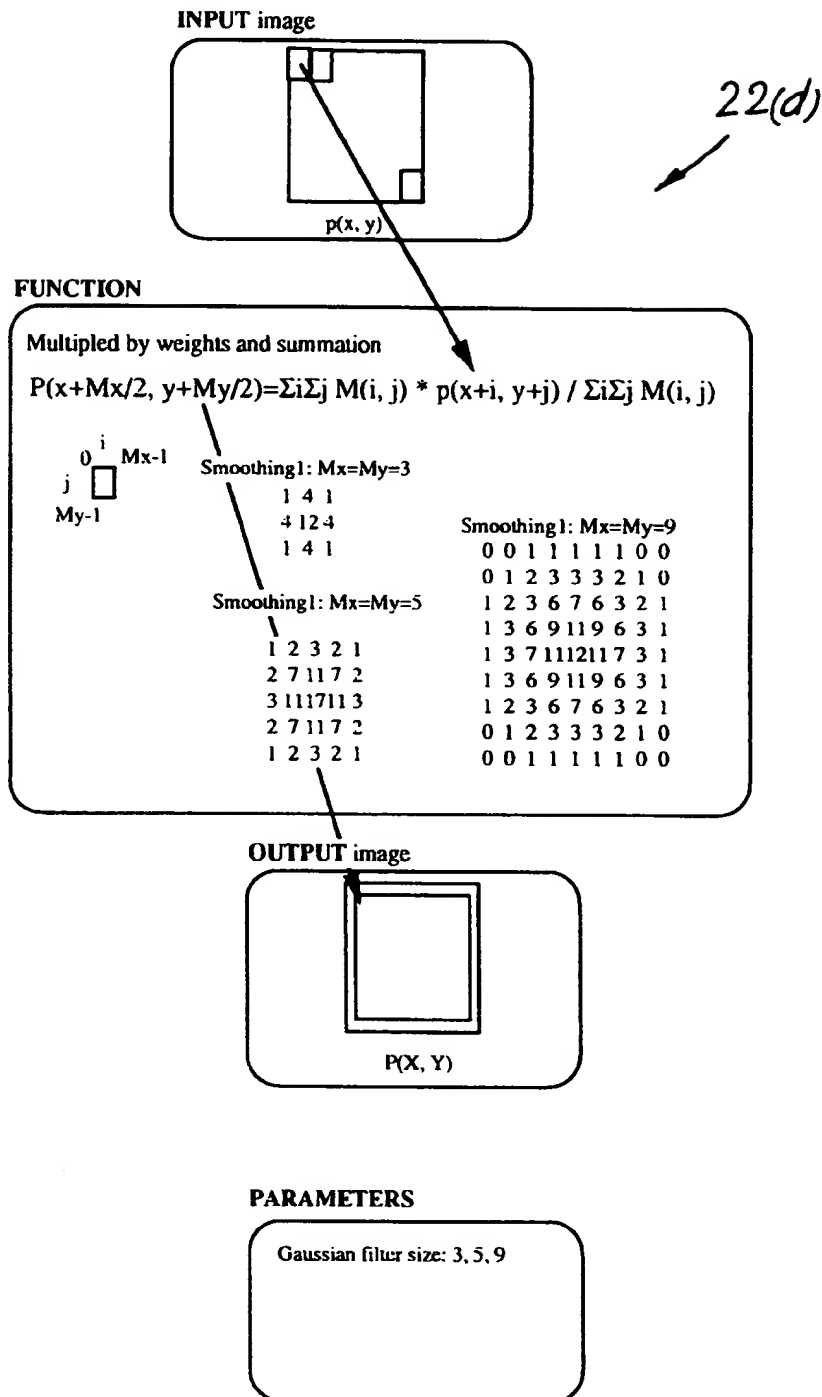 INPUT image
22(d)
p(x, y)
FUNCTION
Multipled by weights and summation
P(x+Mx/2, y+My/2)=ΣiΣj M(i, j) * p(x+i, y+j) / ΣiΣj M(i, j)
i
0 Mx-1
j
My-1
Smoothing1: Mx=My=3
1 4 1
4 12 4
1 4 1
Smoothing1: Mx=My=5
1 2 3 2 1
2 7 11 7 2
3 11 17 11 3
2 7 11 7 2
1 2 3 2 1
Smoothing1: Mx=My=9
0 0 1 1 1 1 1 0 0
0 1 2 3 3 3 2 1 0
1 2 3 6 7 6 3 2 1
1 3 6 9 11 9 6 3 1
1 3 7 11 12 11 7 3 1
1 3 6 9 11 9 6 3 1
1 2 3 6 7 6 3 2 1
0 1 2 3 3 3 2 1 0
0 0 1 1 1 1 1 0 0
OUTPUT image
P(X, Y)
PARAMETERS
Gaussian filter size: 3, 5, 9